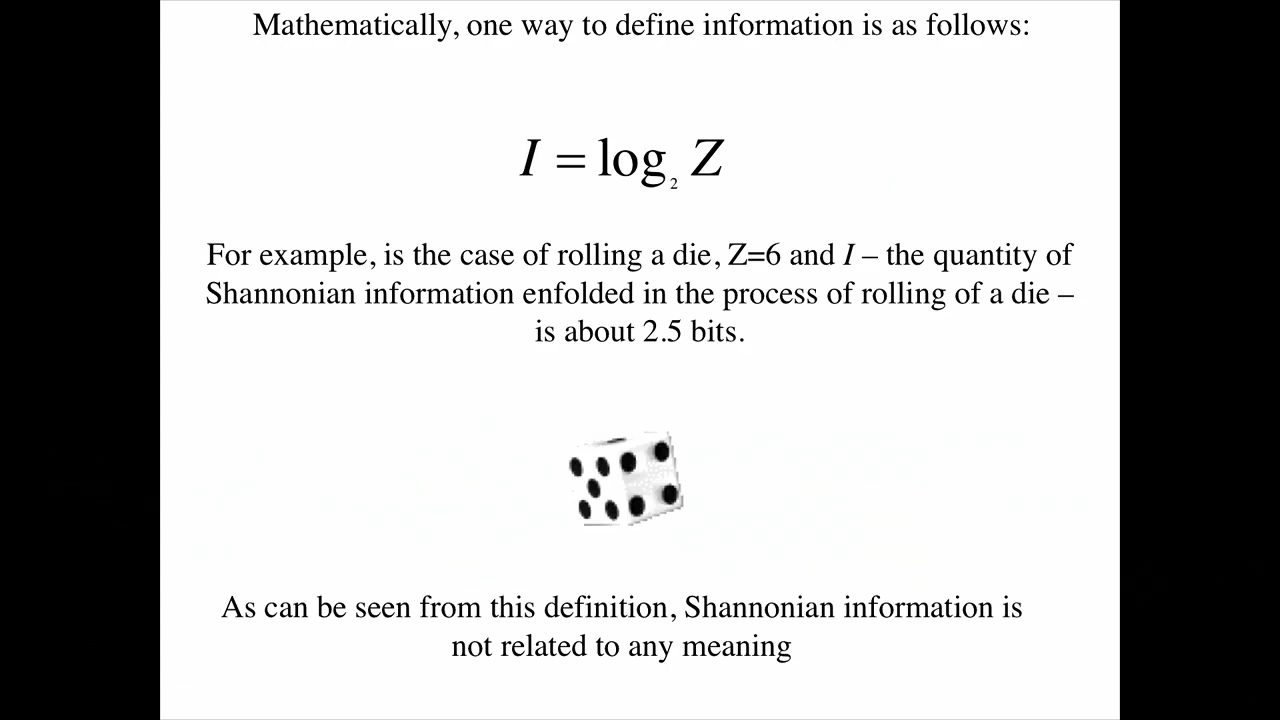 Mathematically, one way to define information is as follows:
I = log₂ Z
For example, is the case of rolling a die, Z=6 and I – the quantity of
Shannonian information enfolded in the process of rolling of a die –
is about 2.5 bits.
As can be seen from this definition, Shannonian information is
not related to any meaning